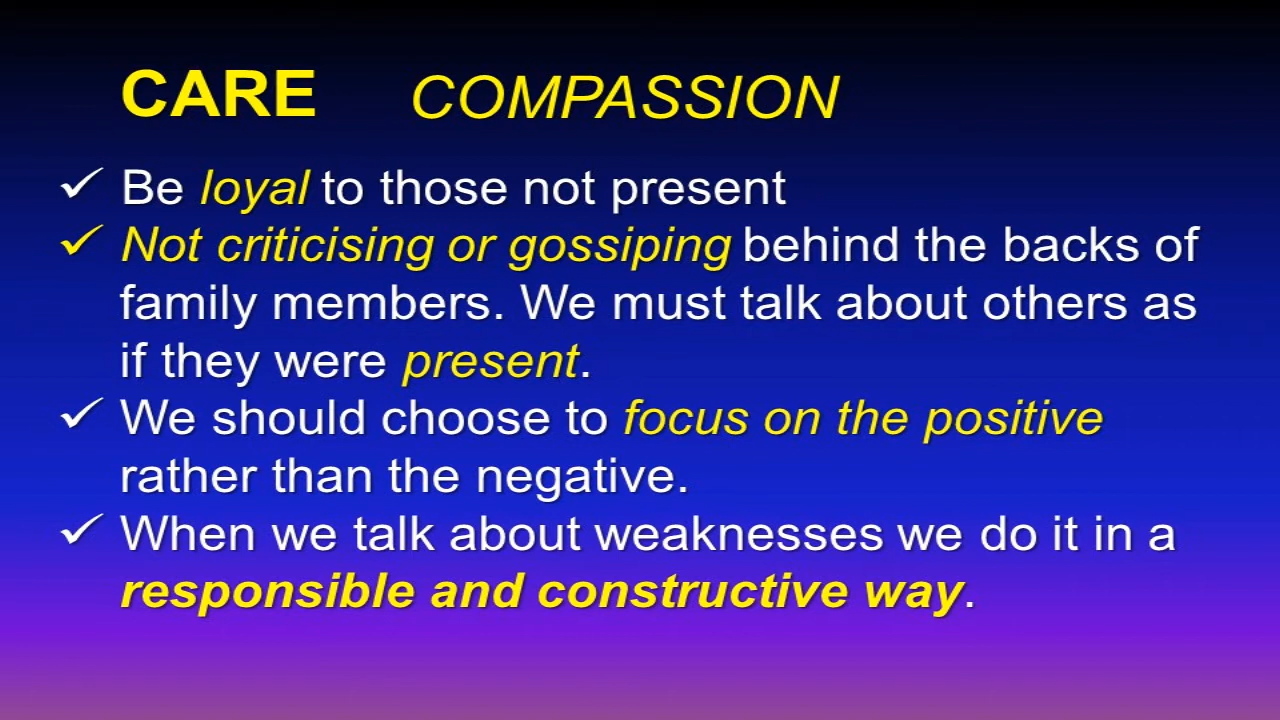 CARE COMPASSION
✓ Be loyal to those not present
✓ Not criticising or gossiping behind the backs of
family members. We must talk about others as
if they were present.
✓ We should choose to focus on the positive
rather than the negative.
✓ When we talk about weaknesses we do it in a
responsible and constructive way.